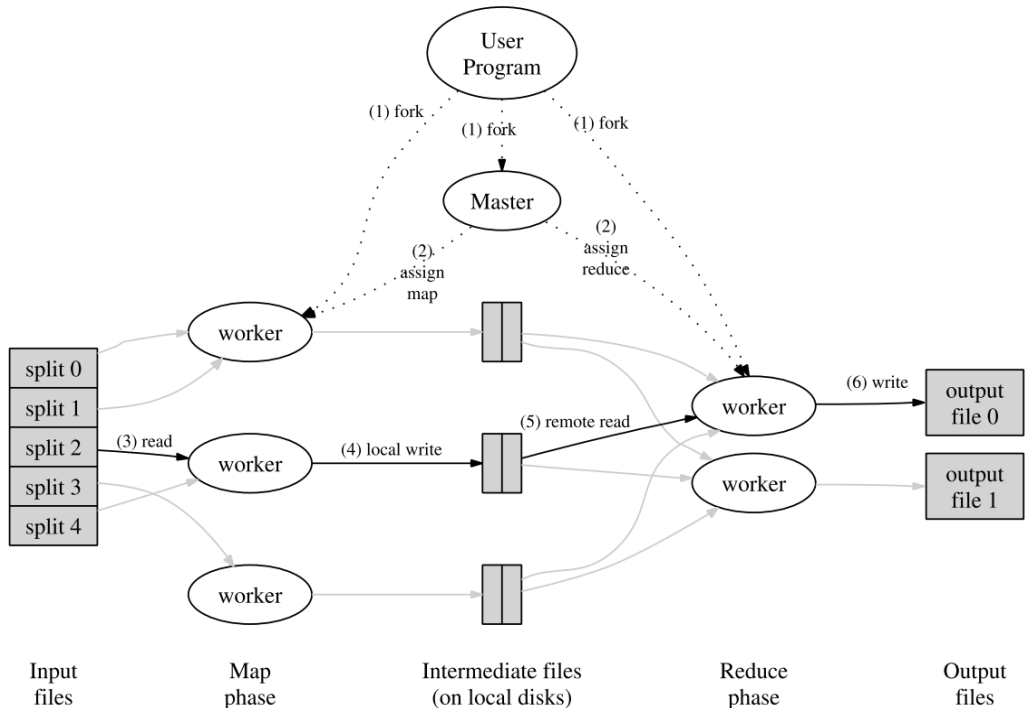 User
Program
(1) fork
(1) fork
(1) fork
Master
(2)
assign
map
(2)
assign
reduce
worker
split 0
split 1
split 2
split 3
split 4
(3) read
worker
(4) local write
(5) remote read
worker
(6) write
output
file 0
worker
output
file 1
worker
Input
files
Map
phase
Intermediate files
(on local disks)
Reduce
phase
Output
files